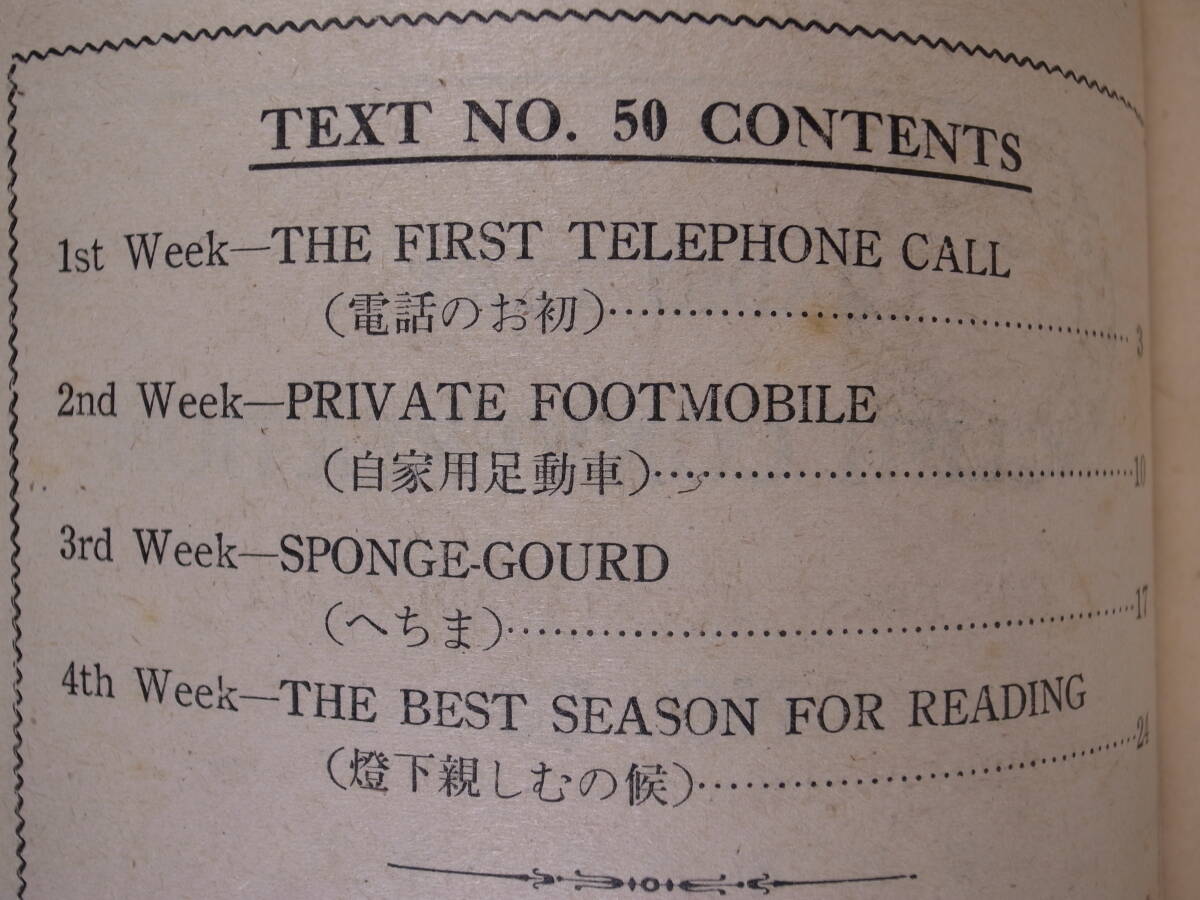 TEXT NO. 50 CONTENTS
1st Week—THE FIRST TELEPHONE CALL
(電話のお初)……………………………… 3
2nd Week—PRIVATE FOOTMOBILE
(自家用足動車)……………………………10
3rd Week—SPONGE-GOURD
(へちま)……………………………………17
4th Week—THE BEST SEASON FOR READING
(燈下親しむの候)…………………………24